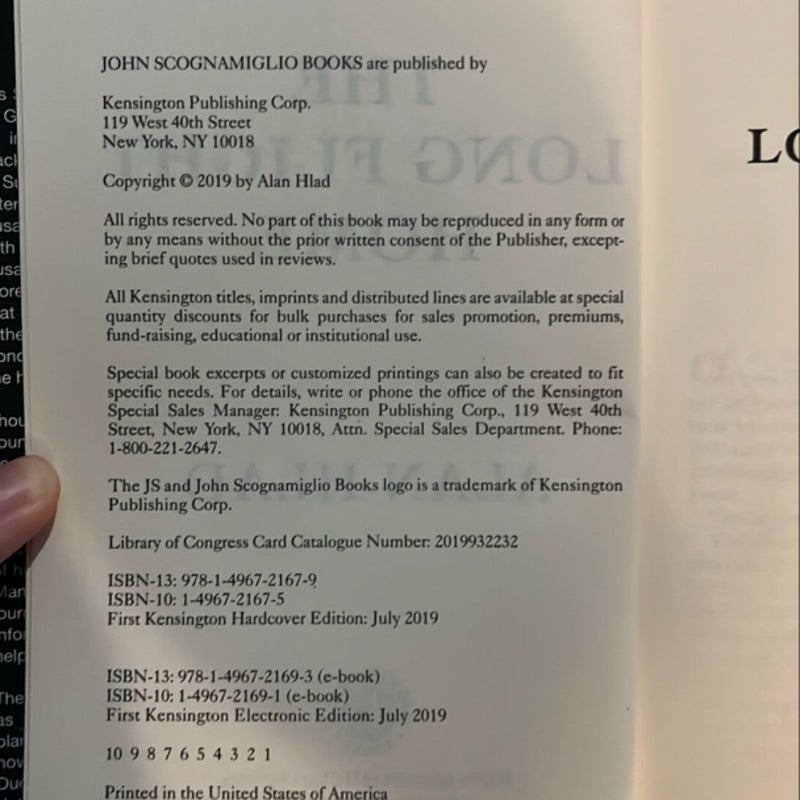 JOHN SCOGNAMIGLIO BOOKS are published by
Kensington Publishing Corp.
119 West 40th Street
New York, NY 10018
Copyright © 2019 by Alan Hlad
All rights reserved. No part of this book may be reproduced in any form or
by any means without the prior written consent of the Publisher, except-
ing brief quotes used in reviews.
All Kensington titles, imprints and distributed lines are available at special
quantity discounts for bulk purchases for sales promotion, premiums,
fund-raising, educational or institutional use.
Special book excerpts or customized printings can also be created to fit
specific needs. For details, write or phone the office of the Kensington
Special Sales Manager: Kensington Publishing Corp., 119 West 40th
Street, New York, NY 10018, Attn. Special Sales Department. Phone:
1-800-221-2647.
The JS and John Scognamiglio Books logo is a trademark of Kensington
Publishing Corp.
Library of Congress Card Catalogue Number: 2019932232
ISBN-13: 978-1-4967-2167-9
ISBN-10: 1-4967-2167-5
First Kensington Hardcover Edition: July 2019
ISBN-13: 978-1-4967-2169-3 (e-book)
ISBN-10: 1-4967-2169-1 (e-book)
First Kensington Electronic Edition: July 2019
10 9 8 7 6 5 4 3 2 1
Printed in the United States of America